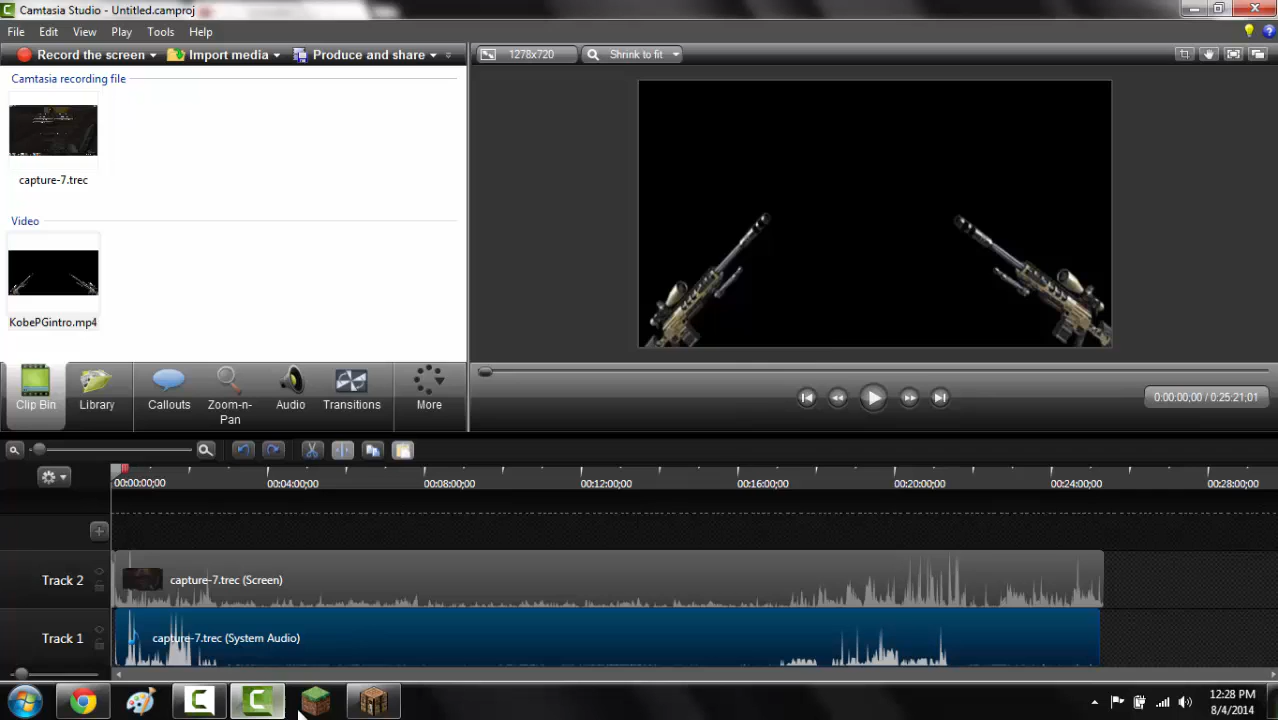 Camtasia Studio - Untitled.camproj
File Edit View Play Tools Help
Record the screen Import media Produce and share 1278x720 Shrink to fit
Camtasia recording file
capture-7.trec
Video
KobePGintro.mp4
Clip Bin Library Callouts Zoom-n-Pan Audio Transitions More
0:00:00;00 / 0:25:21;01
00:00:00;00 00:04:00;00 00:08:00;00 00:12:00;00 00:16:00;00 00:20:00;00 00:24:00;00 00:28:00;00
Track 2 capture-7.trec (Screen)
Track 1 capture-7.trec (System Audio)
12:28 PM
8/4/2014